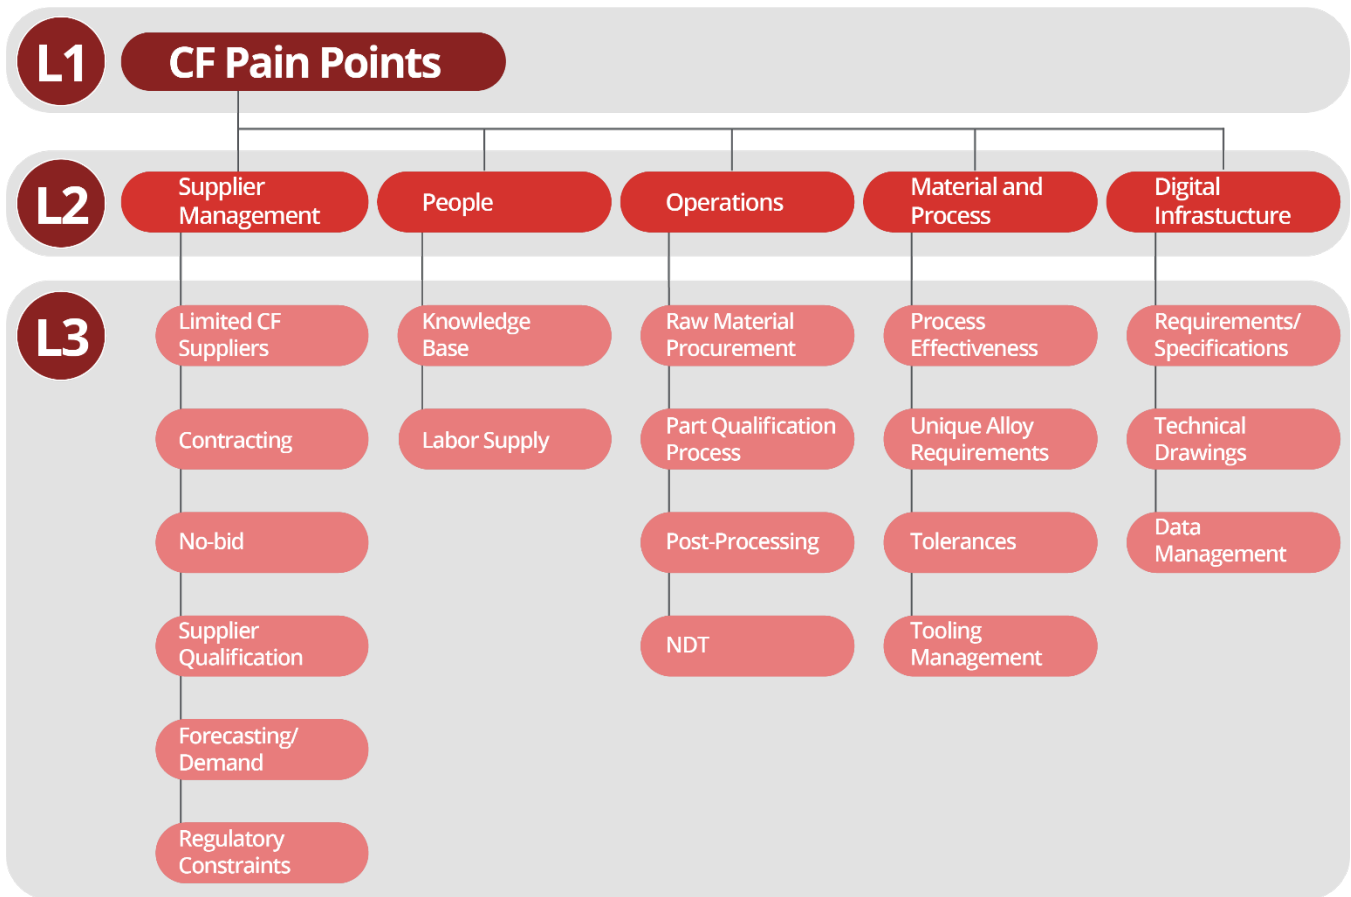 L1
CF Pain Points
L2
Supplier
Management
People
Operations
Material and
Process
Digital
Infrastucture
L3
Limited CF
Suppliers
Contracting
No-bid
Supplier
Qualification
Forecasting/
Demand
Regulatory
Constraints
Knowledge
Base
Labor Supply
Raw Material
Procurement
Part Qualification
Process
Post-Processing
NDT
Process
Effectiveness
Unique Alloy
Requirements
Tolerances
Tooling
Management
Requirements/
Specifications
Technical
Drawings
Data
Management